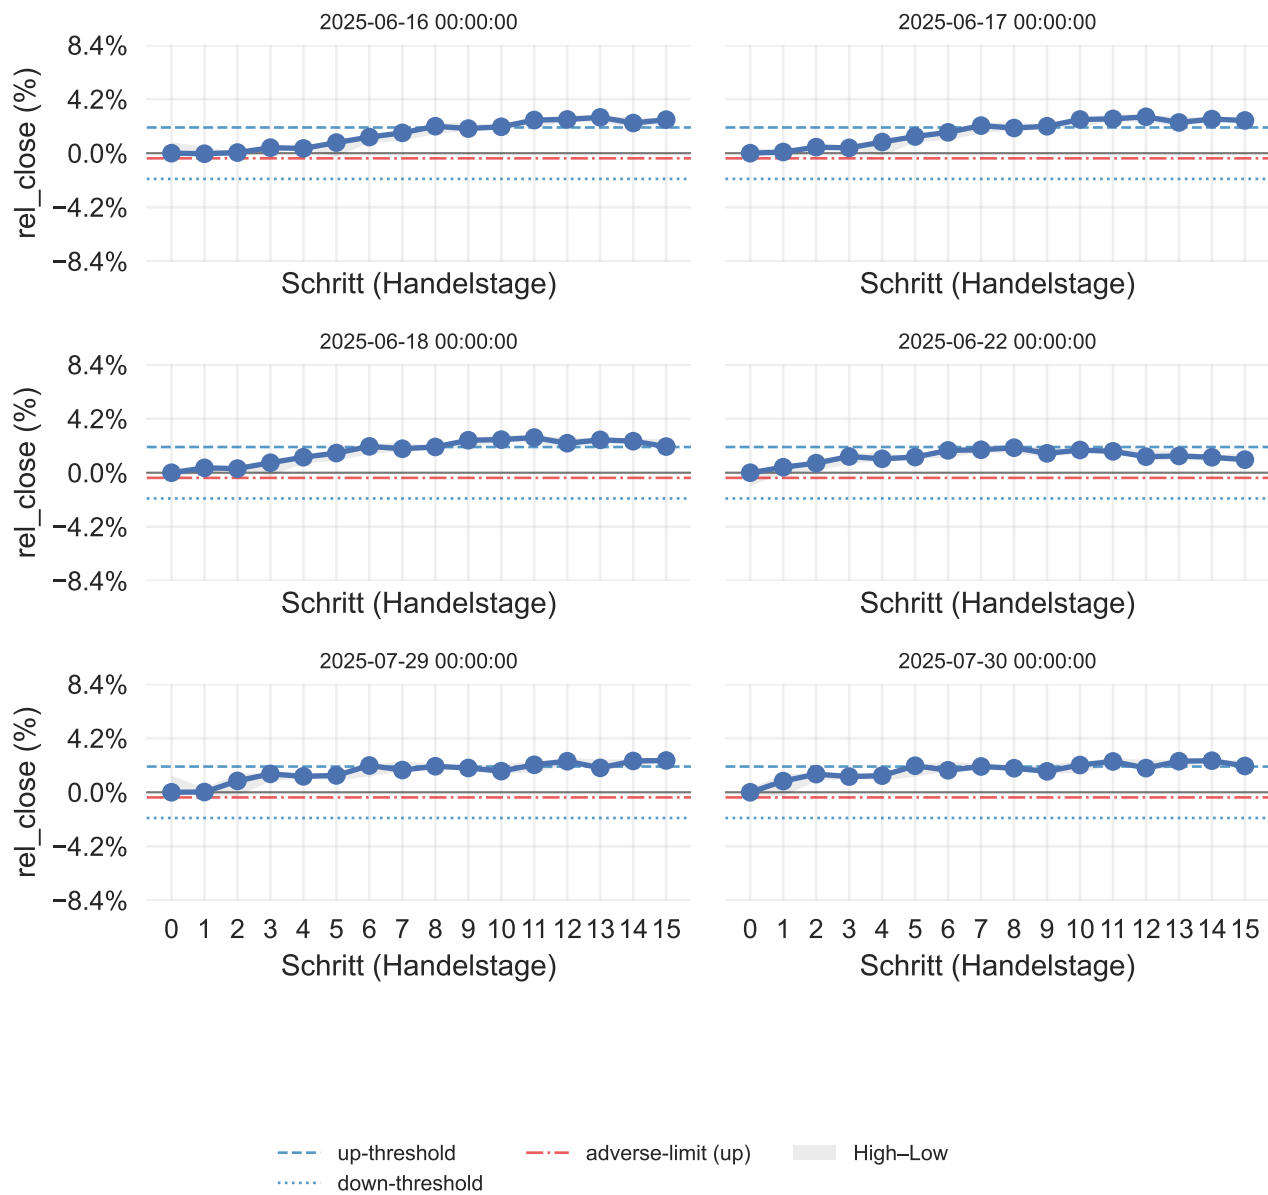 2025-06-16 00:00:00
2025-06-17 00:00:00
8.4%
4.2%
0.0%
−4.2%
−8.4%
rel_close (%)
Schritt (Handelstage)
Schritt (Handelstage)
2025-06-18 00:00:00
2025-06-22 00:00:00
8.4%
4.2%
0.0%
−4.2%
−8.4%
rel_close (%)
Schritt (Handelstage)
Schritt (Handelstage)
2025-07-29 00:00:00
2025-07-30 00:00:00
8.4%
4.2%
0.0%
−4.2%
−8.4%
rel_close (%)
0 1 2 3 4 5 6 7 8 9 10 11 12 13 14 15
0 1 2 3 4 5 6 7 8 9 10 11 12 13 14 15
Schritt (Handelstage)
Schritt (Handelstage)
up-threshold
adverse-limit (up)
High–Low
down-threshold